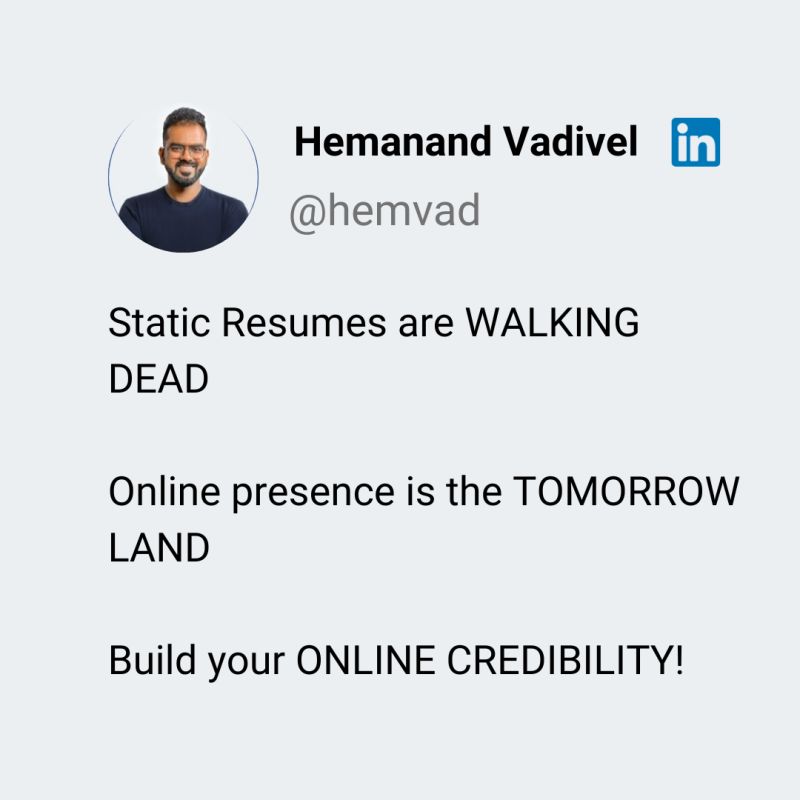 Hemanand Vadivel in
@hemvad
Static Resumes are WALKING
DEAD
Online presence is the TOMORROW
LAND
Build your ONLINE CREDIBILITY!